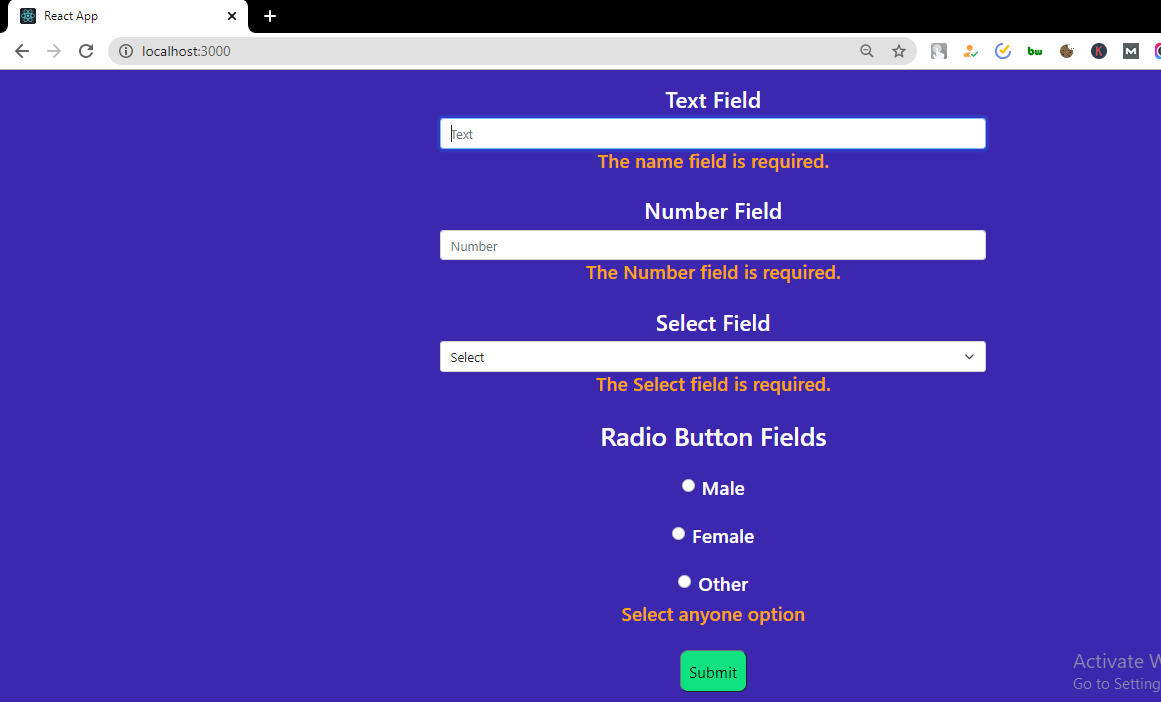 React App
localhost:3000
Text Field
Text
The name field is required.
Number Field
Number
The Number field is required.
Select Field
Select
The Select field is required.
Radio Button Fields
Male
Female
Other
Select anyone option
Submit
Activate W
Go to Setting
bw
K
M